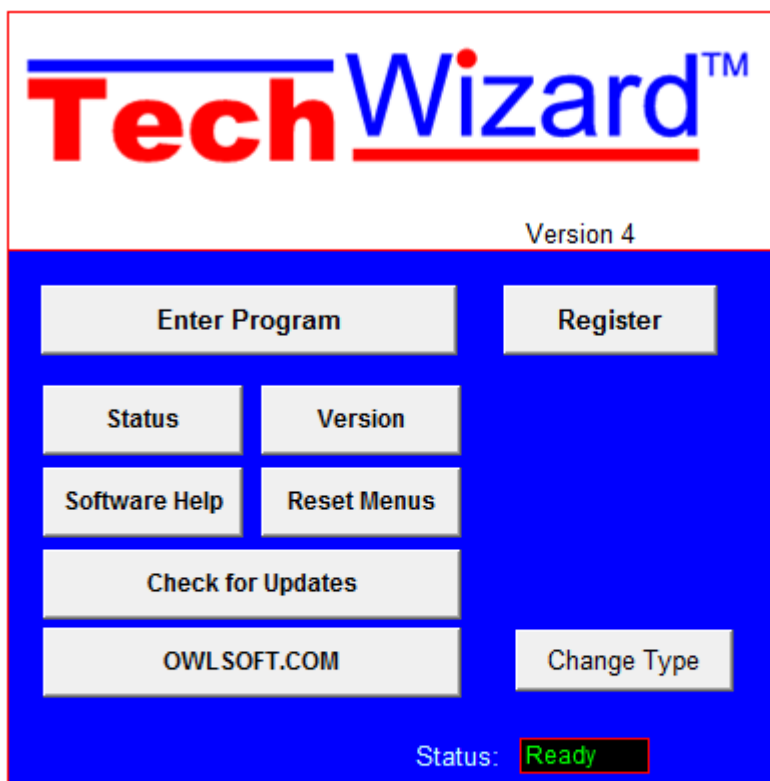 TechWizard™
Version 4
Enter Program Register
Status Version
Software Help Reset Menus
Check for Updates
OWLSOFT.COM Change Type
Status: Ready